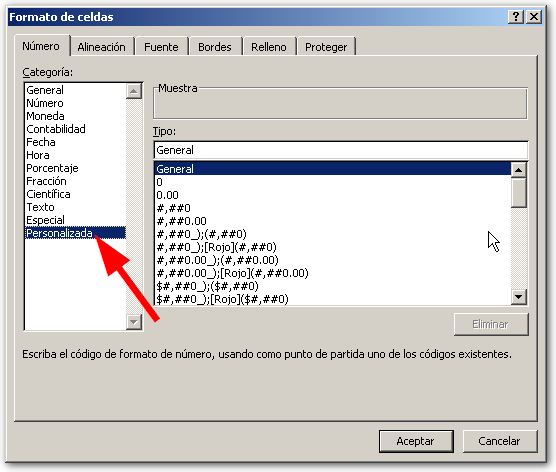 Formato de celdas
Número Alineación Fuente Bordes Relleno Proteger
Categoría:
General
Número
Moneda
Contabilidad
Fecha
Hora
Porcentaje
Fracción
Científica
Texto
Especial
Personalizada
Muestra
Tipo:
General
General
0
0.00
#,##0
#,##0.00
#,##0_);(#,##0)
#,##0_);[Rojo](#,##0)
#,##0.00_);(#,##0.00)
#,##0.00_);[Rojo](#,##0.00)
$#,##0_);($#,##0)
$#,##0_);[Rojo]($#,##0)
Eliminar
Escriba el código de formato de número, usando como punto de partida uno de los códigos existentes.
Aceptar Cancelar